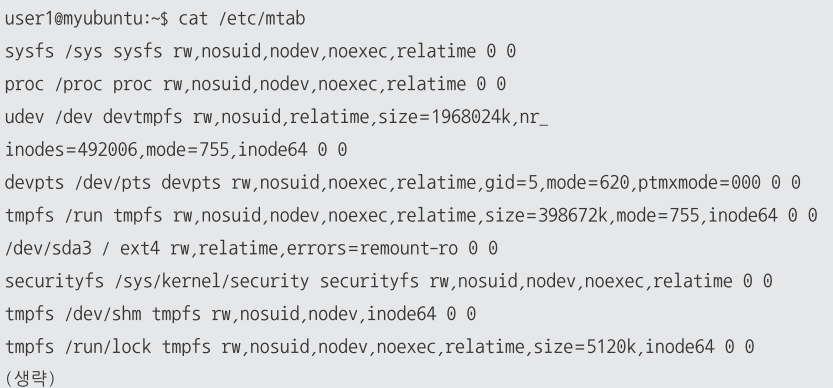 user1@myubuntu:~$ cat /etc/mtab
sysfs /sys sysfs rw,nosuid,nodev,noexec,relatime 0 0
proc /proc proc rw,nosuid,nodev,noexec,relatime 0 0
udev /dev devtmpfs rw,nosuid,relatime,size=1968024k,nr_
inodes=492006,mode=755,inode64 0 0
devpts /dev/pts devpts rw,nosuid,noexec,relatime,gid=5,mode=620,ptmxmode=000 0 0
tmpfs /run tmpfs rw,nosuid,nodev,noexec,relatime,size=398672k,mode=755,inode64 0 0
/dev/sda3 / ext4 rw,relatime,errors=remount-ro 0 0
securityfs /sys/kernel/security securityfs rw,nosuid,nodev,noexec,relatime 0 0
tmpfs /dev/shm tmpfs rw,nosuid,nodev,inode64 0 0
tmpfs /run/lock tmpfs rw,nosuid,nodev,noexec,relatime,size=5120k,inode64 0 0
(생략)